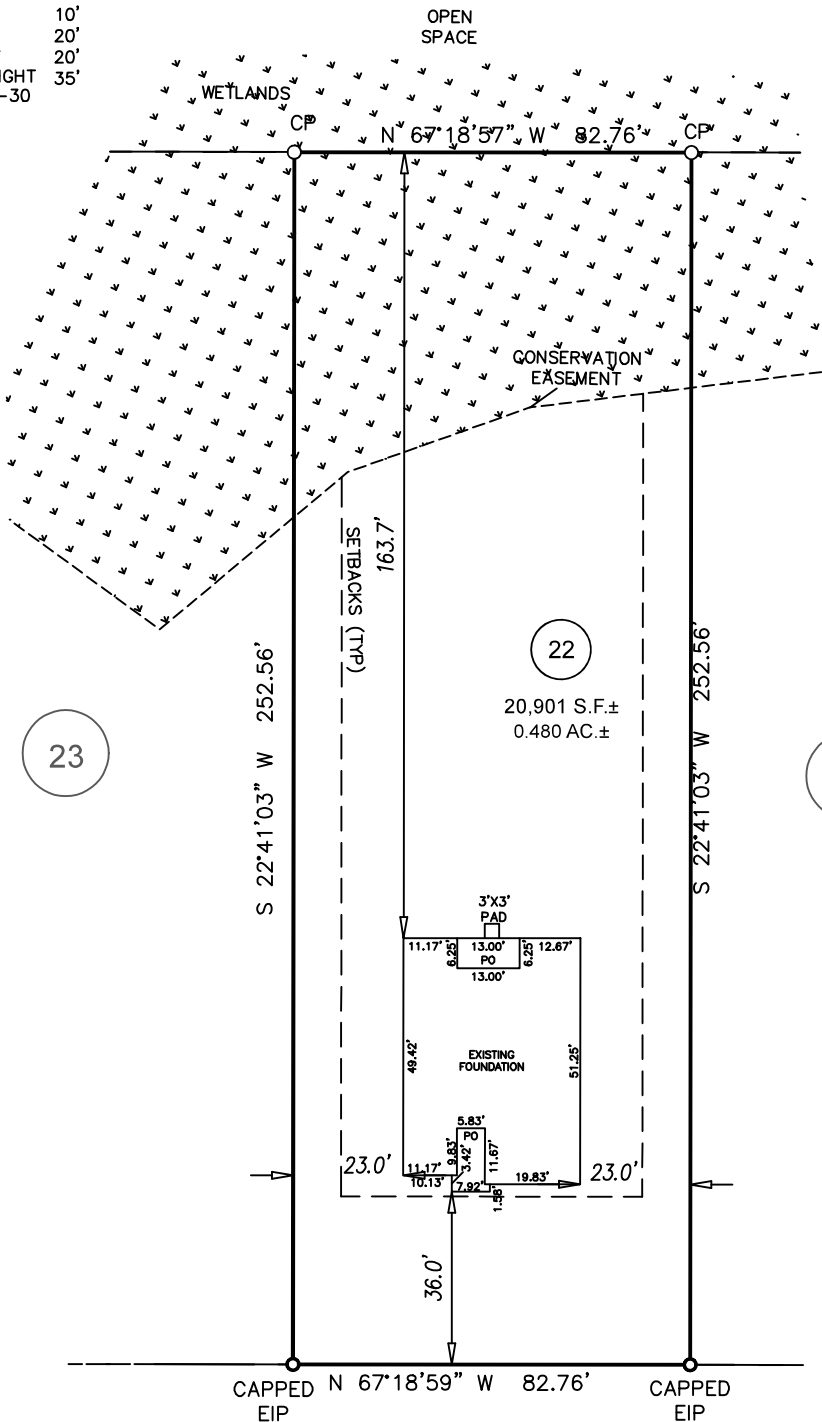 10'
20'
20'
IGHT 35'
-30
OPEN
SPACE
WETLANDS
CP
CP
N 67°18'57" W 82.76'
CONSERVATION
EASEMENT
SETBACKS (TYP)
163.7'
22
20,901 S.F.±
0.480 AC.±
23
S 22°41'03" W 252.56'
S 22°41'03" W 252.56'
3'X3'
PAD
11.17'
6.25'
13.00'
6.25'
12.67'
PO
13.00'
49.42'
EXISTING
FOUNDATION
51.25'
5.83'
PO
9.83'
3.42'
11.67'
23.0'
11.17'
10.13'
7.92'
1.58'
19.83'
23.0'
36.0'
CAPPED
EIP
N 67°18'59" W 82.76'
CAPPED
EIP